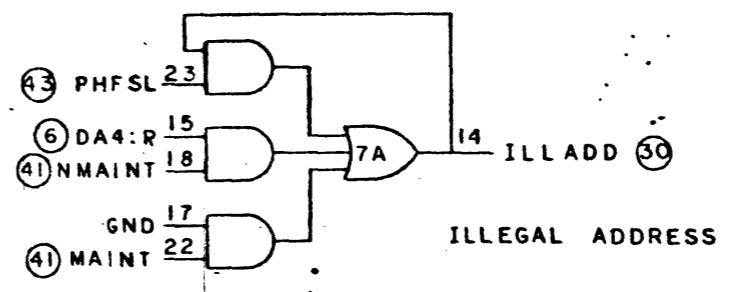 43 PHFSL 23
6 DA4:R 15
41 NMAINT 18
7A
14 ILLADD 30
GND 17
41 MAINT 22
ILLEGAL ADDRESS